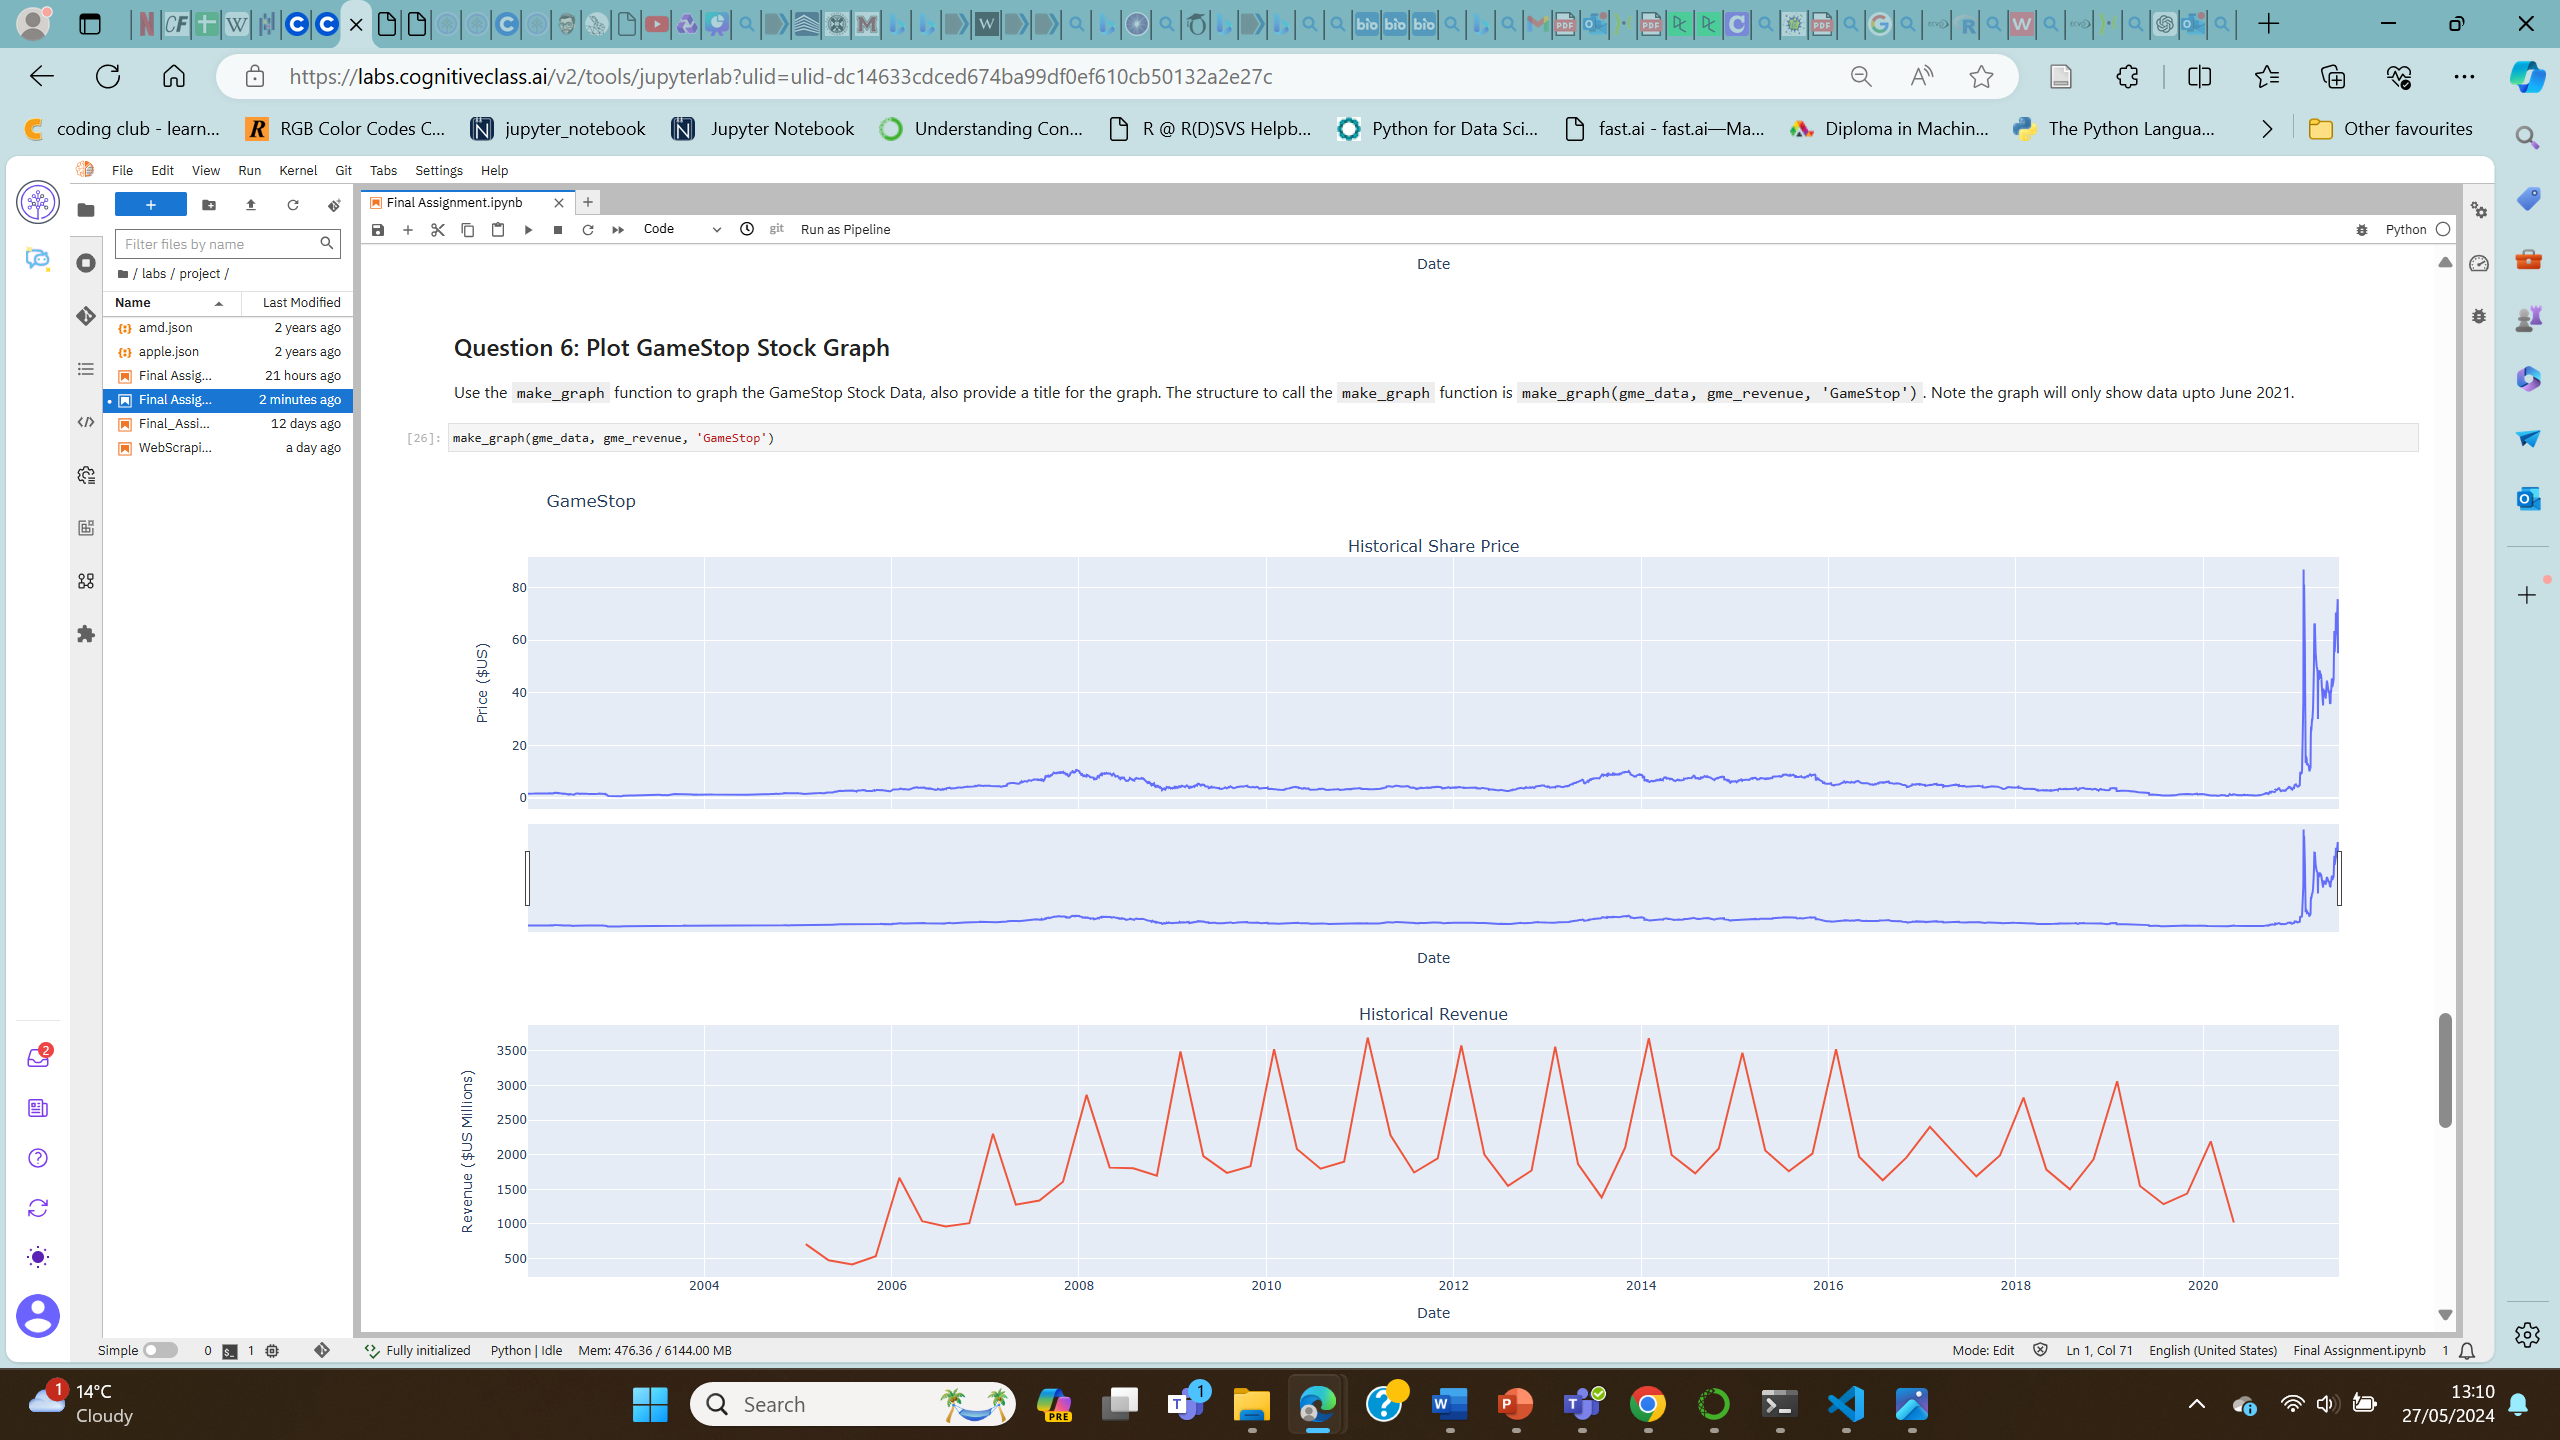 https://labs.cognitiveclass.ai/v2/tools/jupyterlab?ulid=ulid-dc14633cdced674ba99df0ef610cb50132a2e27c
coding club - learn... RGB Color Codes C... jupyter_notebook Jupyter Notebook Understanding Con... R @ R(D)SVS Helpb... Python for Data Sci... fast.ai - fast.ai—Ma... Diploma in Machin... The Python Langua... Other favourites
File Edit View Run Kernel Git Tabs Settings Help
Final Assignment.ipynb
Code git Run as Pipeline Python
Filter files by name
/ labs / project /
Name Last Modified
amd.json 2 years ago
apple.json 2 years ago
Final Assig... 21 hours ago
Final Assig... 2 minutes ago
Final_Assi... 12 days ago
WebScrapi... a day ago
Date
Question 6: Plot GameStop Stock Graph
Use the make_graph function to graph the GameStop Stock Data, also provide a title for the graph. The structure to call the make_graph function is make_graph(gme_data, gme_revenue, 'GameStop'). Note the graph will only show data upto June 2021.
[26]: make_graph(gme_data, gme_revenue, 'GameStop')
GameStop
Historical Share Price
80
60
40
20
0
Price ($US)
Date
Historical Revenue
3500
3000
2500
2000
1500
1000
500
Revenue ($US Millions)
2004 2006 2008 2010 2012 2014 2016 2018 2020
Date
2
Simple 0 1 Fully initialized Python | Idle Mem: 476.36 / 6144.00 MB Mode: Edit Ln 1, Col 71 English (United States) Final Assignment.ipynb 1
1 14°C
Cloudy
Search
PRE
1
13:10
27/05/2024